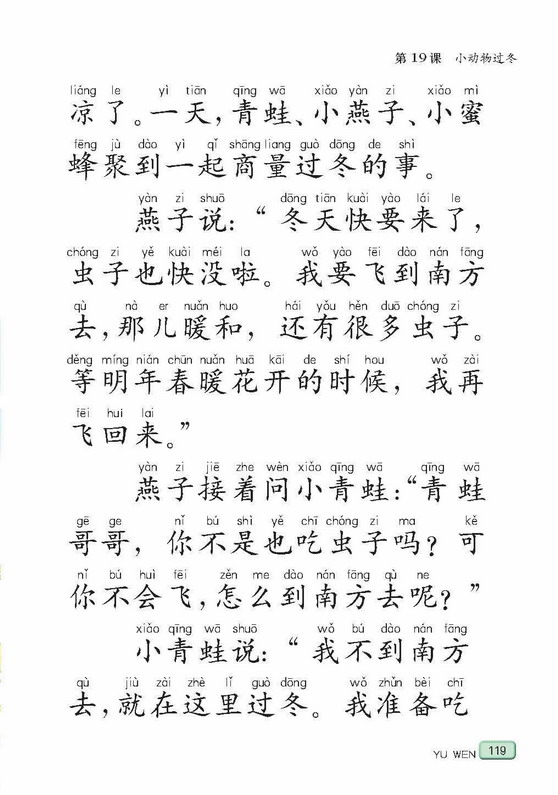 第19课 小动物过冬
liáng le yì tiān qīng wā xiǎo yàn zi xiǎo mì
凉了。一天，青蛙、小燕子、小蜜
fēng jù dào yì qǐ shāng liang guò dōng de shì
蜂聚到一起商量过冬的事。
yàn zi shuō dōng tiān kuài yào lái le
燕子说：“冬天快要来了，
chóng zi yě kuài méi la wǒ yào fēi dào nán fāng
虫子也快没啦。我要飞到南方
qù nà er nuǎn huo hái yǒu hěn duō chóng zi
去，那儿暖和，还有很多虫子。
děng míng nián chūn nuǎn huā kāi de shí hou wǒ zài
等明年春暖花开的时候，我再
fēi hui lai
飞回来。”
yàn zi jiē zhe wèn xiǎo qīng wā qīng wā
燕子接着问小青蛙：“青蛙
gē ge nǐ bú shì yě chī chóng zi ma kě
哥哥，你不是也吃虫子吗？可
nǐ bú huì fēi zěn me dào nán fāng qù ne
你不会飞，怎么到南方去呢？”
xiǎo qīng wā shuō wǒ bú dào nán fāng
小青蛙说：“我不到南方
qù jiù zài zhè lǐ guò dōng wǒ zhǔn bèi chī
去，就在这里过冬。我准备吃
YU WEN 119